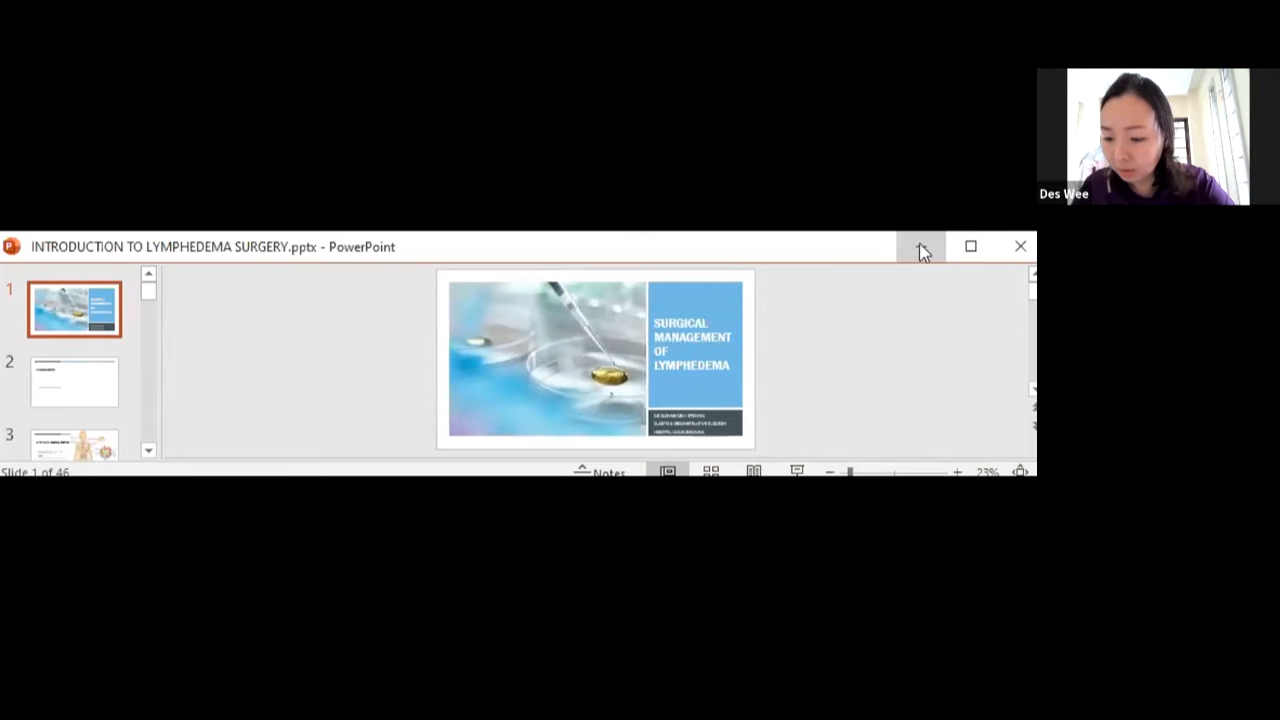 Des Wee
INTRODUCTION TO LYMPHEDEMA SURGERY.pptx - PowerPoint
1
2
3
SURGICAL
MANAGEMENT
OF
LYMPHEDEMA
Slide 1 of 46
Notes
23%